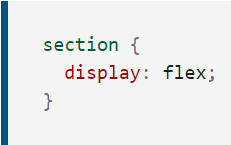 section {
  display: flex;
}